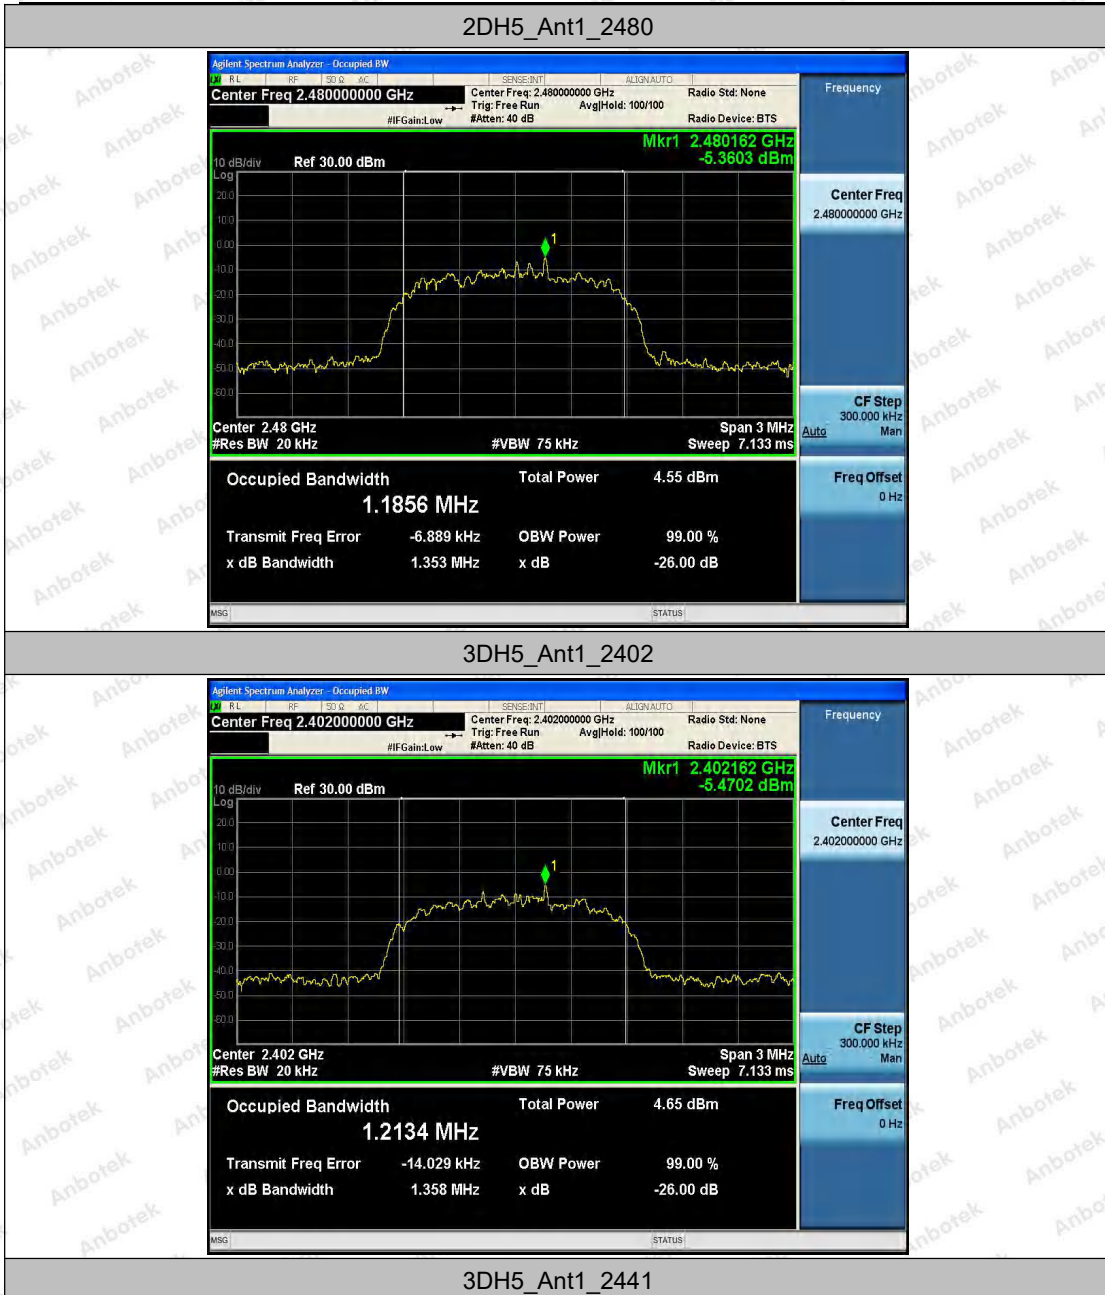 2DH5_Ant1_2480
Agilent Spectrum Analyzer - Occupied BW
RL RF 50 Ω AC SENSE:INT ALIGNAUTO
Center Freq 2.480000000 GHz
Center Freq: 2.480000000 GHz
Radio Std: None
Trig: Free Run Avg|Hold: 100/100
#IFGain:Low #Atten: 40 dB Radio Device: BTS
Mkr1 2.480162 GHz
-5.3603 dBm
10 dB/div Ref 30.00 dBm
Log
20.0
10.0
0.00
-10.0
-20.0
-30.0
-40.0
-50.0
-60.0
1
Center 2.48 GHz Span 3 MHz
#Res BW 20 kHz #VBW 75 kHz Sweep 7.133 ms
Occupied Bandwidth Total Power 4.55 dBm
1.1856 MHz
Transmit Freq Error -6.889 kHz OBW Power 99.00 %
x dB Bandwidth 1.353 MHz x dB -26.00 dB
MSG STATUS
Frequency
Center Freq
2.480000000 GHz
CF Step
300.000 kHz
Auto Man
Freq Offset
0 Hz
3DH5_Ant1_2402
Agilent Spectrum Analyzer - Occupied BW
RL RF 50 Ω AC SENSE:INT ALIGNAUTO
Center Freq 2.402000000 GHz
Center Freq: 2.402000000 GHz
Radio Std: None
Trig: Free Run Avg|Hold: 100/100
#IFGain:Low #Atten: 40 dB Radio Device: BTS
Mkr1 2.402162 GHz
-5.4702 dBm
10 dB/div Ref 30.00 dBm
Log
20.0
10.0
0.00
-10.0
-20.0
-30.0
-40.0
-50.0
-60.0
1
Center 2.402 GHz Span 3 MHz
#Res BW 20 kHz #VBW 75 kHz Sweep 7.133 ms
Occupied Bandwidth Total Power 4.65 dBm
1.2134 MHz
Transmit Freq Error -14.029 kHz OBW Power 99.00 %
x dB Bandwidth 1.358 MHz x dB -26.00 dB
MSG STATUS
Frequency
Center Freq
2.402000000 GHz
CF Step
300.000 kHz
Auto Man
Freq Offset
0 Hz
3DH5_Ant1_2441